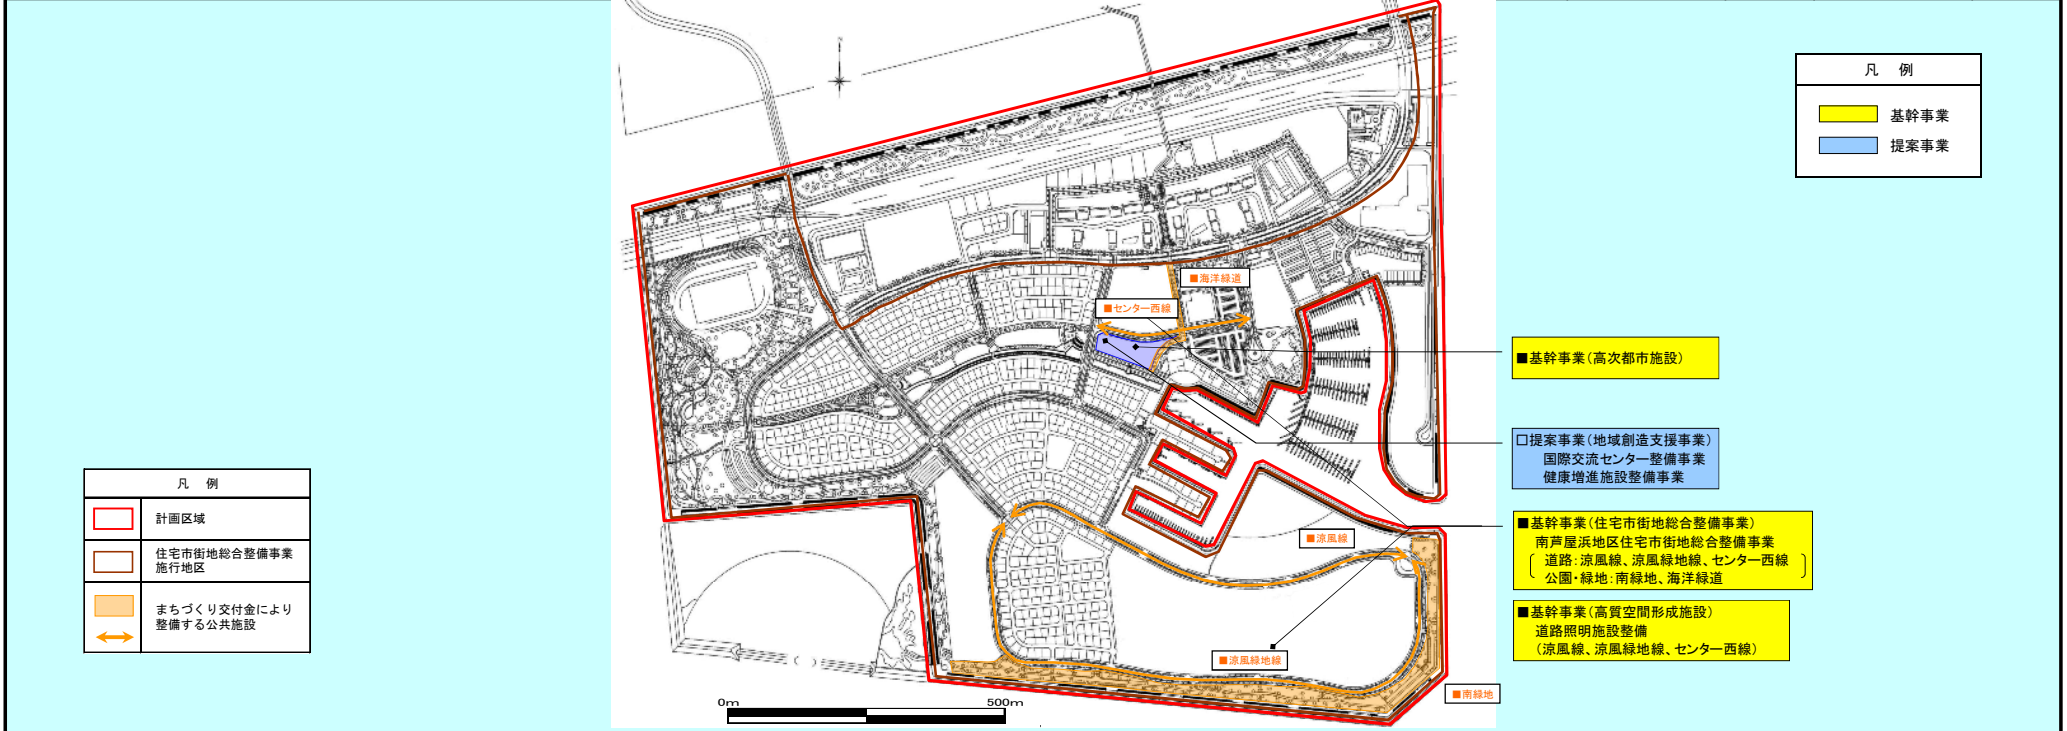 N
凡 例
基幹事業
提案事業
■海洋緑道
■センター西線
■基幹事業(高次都市施設)
□提案事業(地域創造支援事業)
国際交流センター整備事業
健康増進施設整備事業
凡 例
計画区域
住宅市街地総合整備事業
施行地区
まちづくり交付金により
整備する公共施設
■基幹事業(住宅市街地総合整備事業)
南芦屋浜地区住宅市街地総合整備事業
道路:涼風線、涼風緑地線、センター西線
公園・緑地:南緑地、海洋緑道
■涼風線
■基幹事業(高質空間形成施設)
道路照明施設整備
(涼風線、涼風緑地線、センター西線)
■涼風緑地線
■南緑地
0m 500m